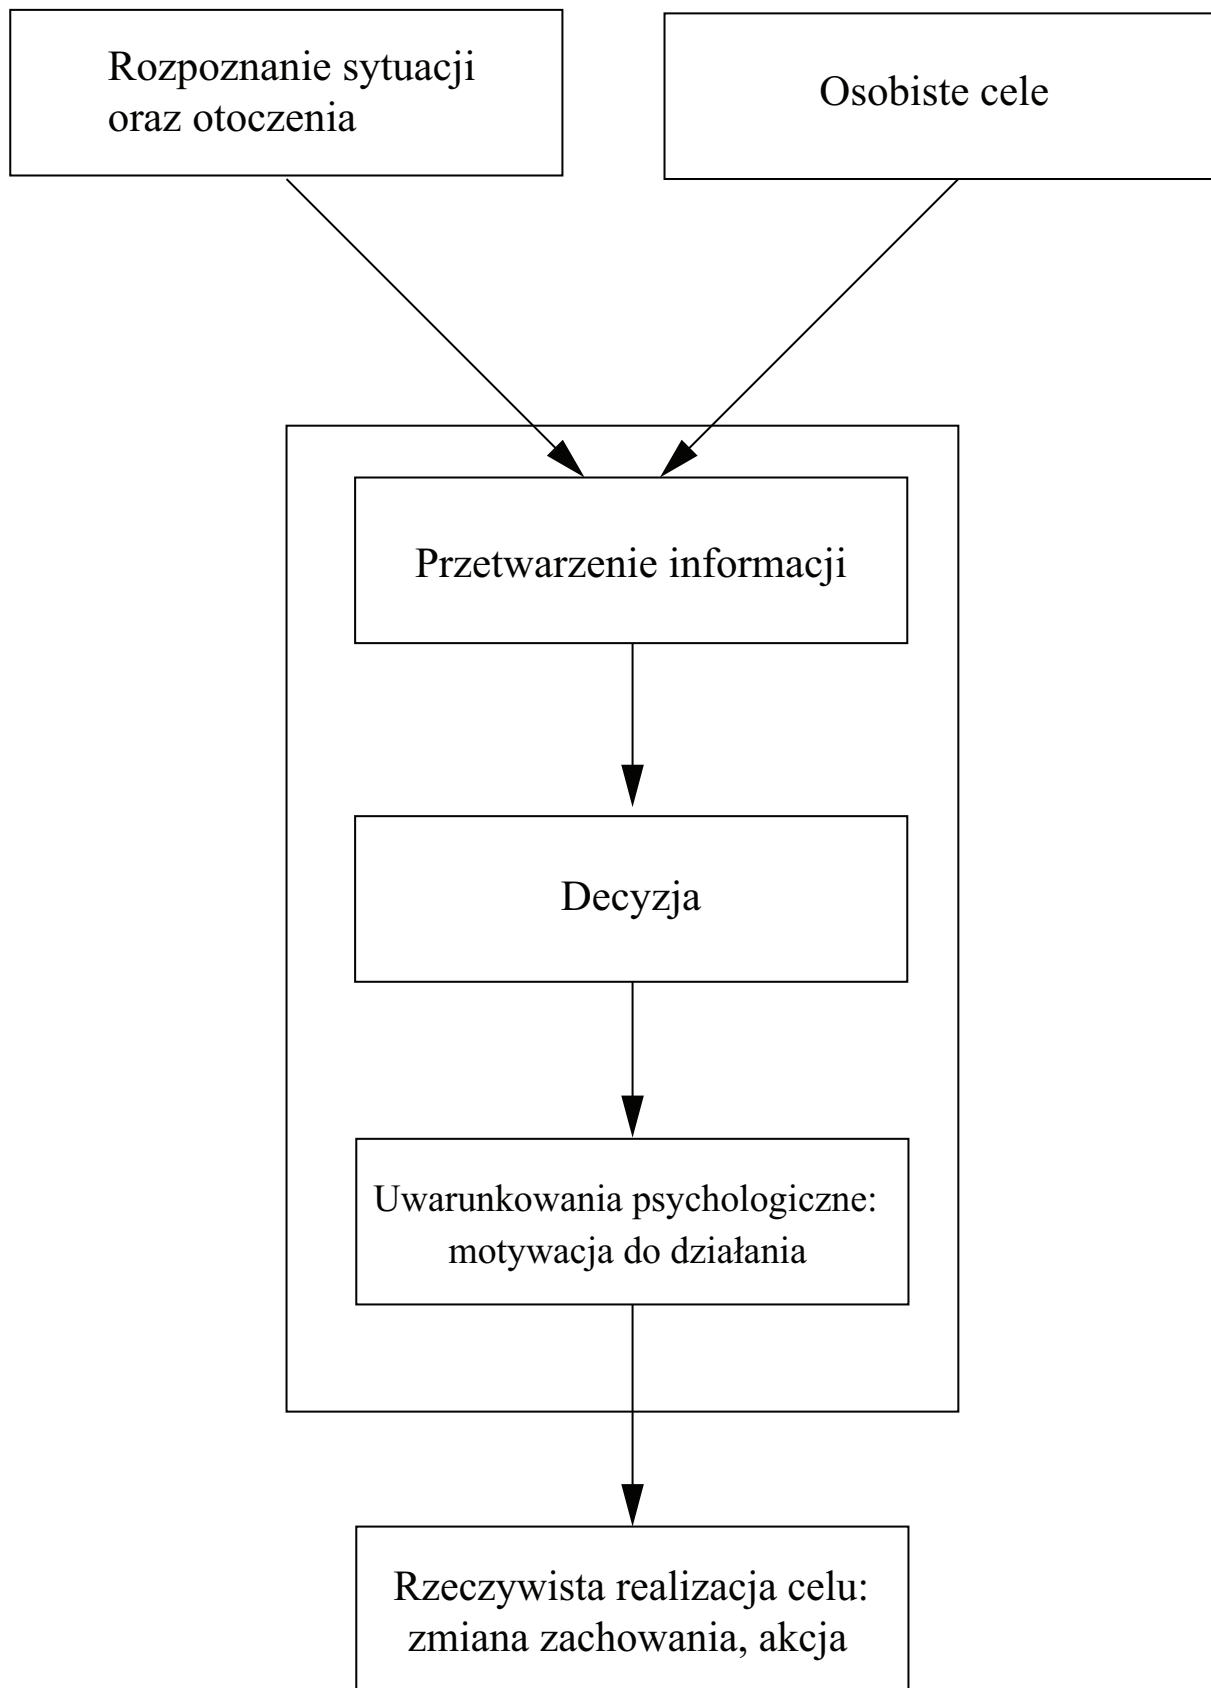 Rozpoznanie sytuacji
oraz otoczenia
Osobiste cele
Przetwarzenie informacji
Decyzja
Uwarunkowania psychologiczne:
motywacja do działania
Rzeczywista realizacja celu:
zmiana zachowania, akcja